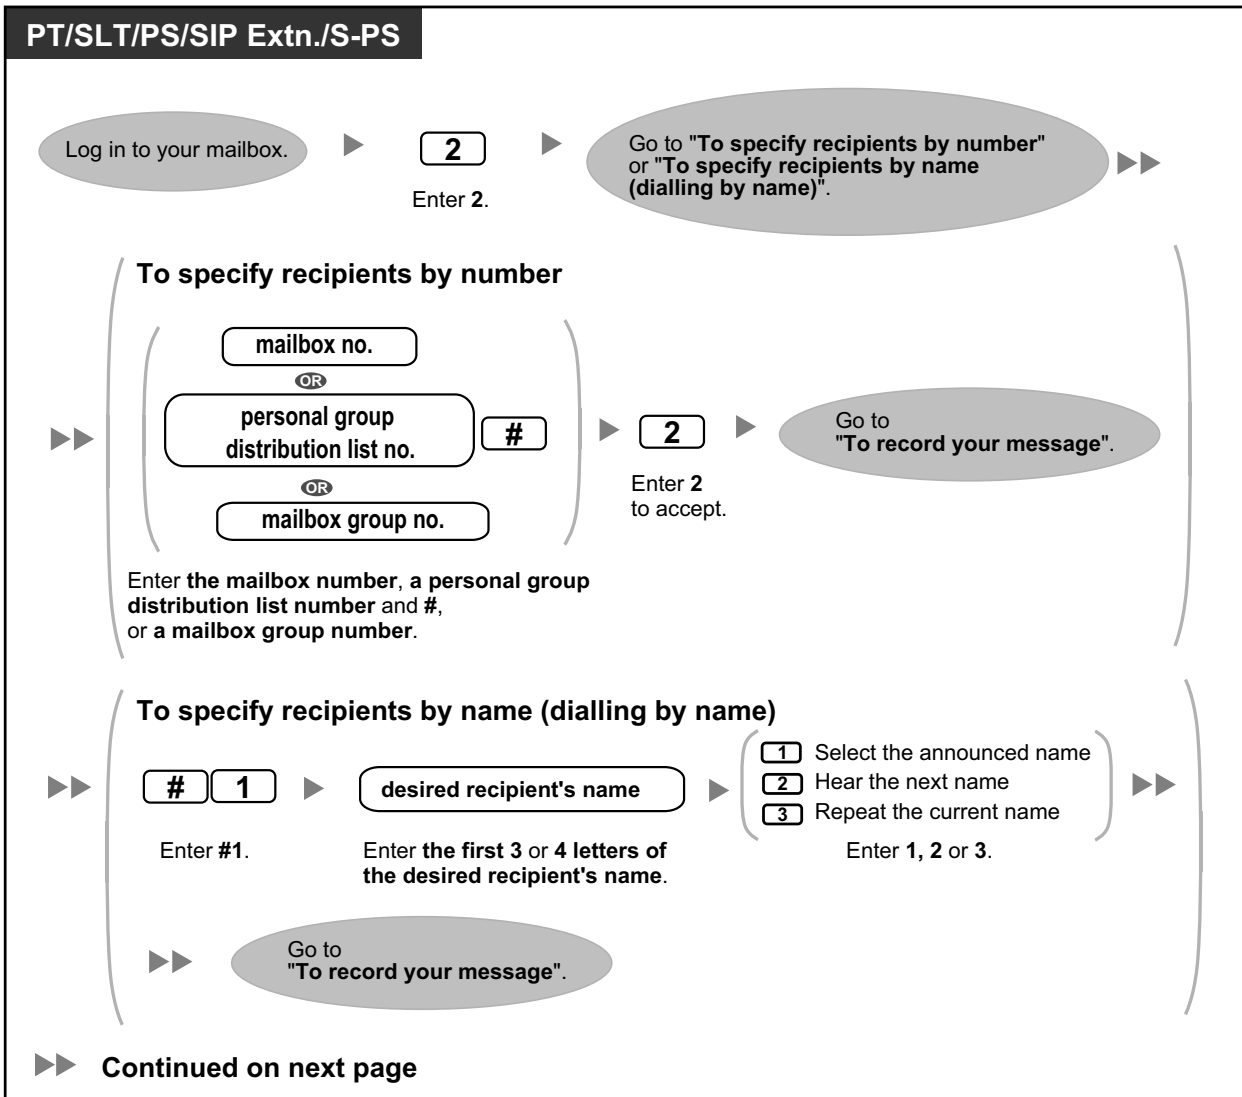 PT/SLT/PS/SIP Extn./S-PS
Log in to your mailbox.
2
Enter 2.
Go to "To specify recipients by number"
or "To specify recipients by name
(dialling by name)".
To specify recipients by number
mailbox no.
OR
personal group
distribution list no.
#
OR
mailbox group no.
Enter the mailbox number, a personal group
distribution list number and #,
or a mailbox group number.
2
Enter 2
to accept.
Go to
"To record your message".
To specify recipients by name (dialling by name)
# 1
Enter #1.
desired recipient's name
Enter the first 3 or 4 letters of
the desired recipient's name.
1 Select the announced name
2 Hear the next name
3 Repeat the current name
Enter 1, 2 or 3.
Go to
"To record your message".
Continued on next page